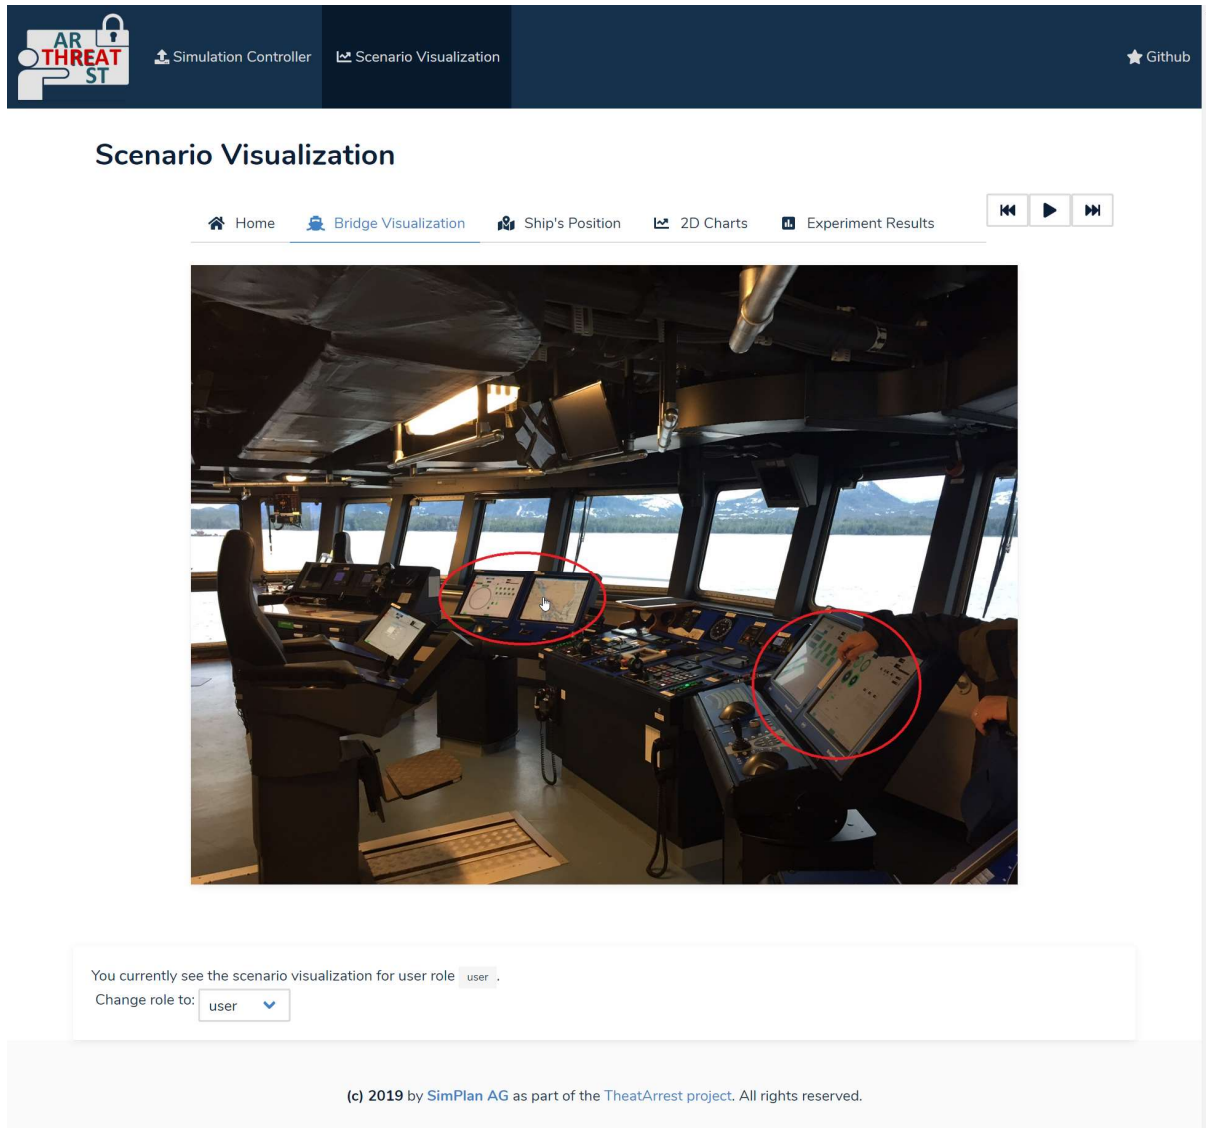 AR
THREAT
ST
Simulation Controller
Scenario Visualization
Github
Scenario Visualization
Home
Bridge Visualization
Ship's Position
2D Charts
Experiment Results
You currently see the scenario visualization for user role user .
Change role to: user
(c) 2019 by SimPlan AG as part of the TheatArrest project. All rights reserved.